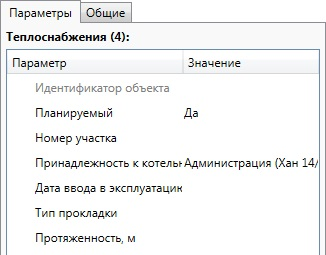 Параметры Общие
Теплоснабжения (4):
Параметр Значение
Идентификатор объекта
Планируемый Да
Номер участка
Принадлежность к котельн Администрация (Хан 14/
Дата ввода в эксплуатацию
Тип прокладки
Протяженность, м